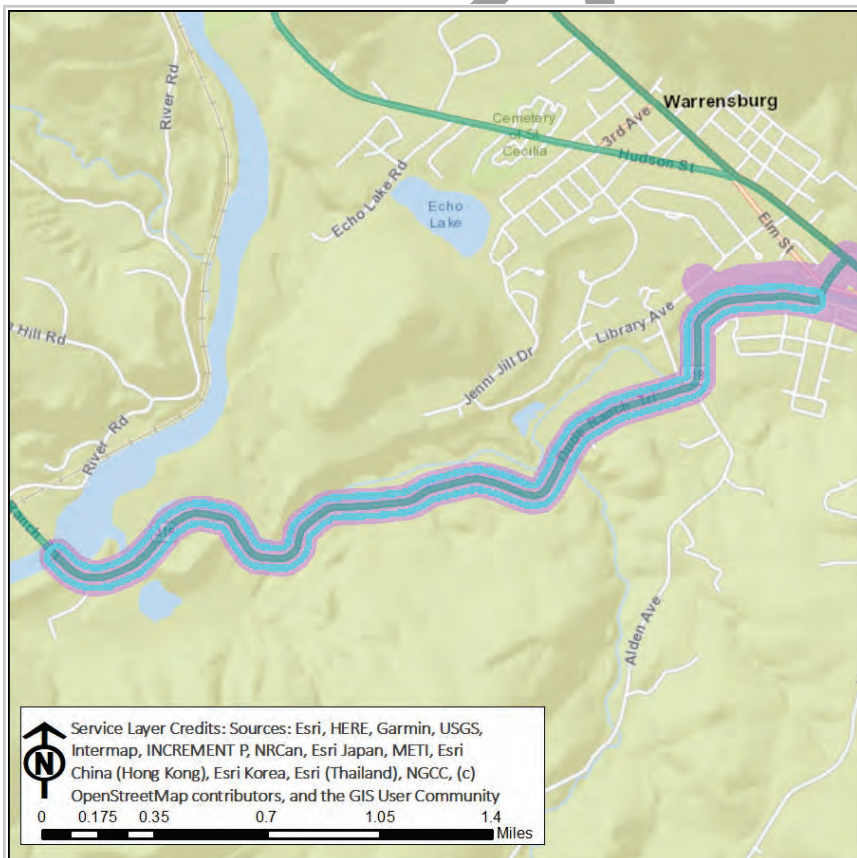 River Rd
Warrensburg
Cemetery
of St
Cecilia
3rd Ave
Hudson St
Echo Lake Rd
Echo
Lake
Elm St
Library Ave
Hill Rd
Jenni Jill Dr
Dude Ranch Trl
River Rd
Ranch
Alden Ave
N
Service Layer Credits: Sources: Esri, HERE, Garmin, USGS,
Intermap, INCREMENT P, NRCan, Esri Japan, METI, Esri
China (Hong Kong), Esri Korea, Esri (Thailand), NGCC, (c)
OpenStreetMap contributors, and the GIS User Community
0 0.175 0.35 0.7 1.05 1.4
Miles